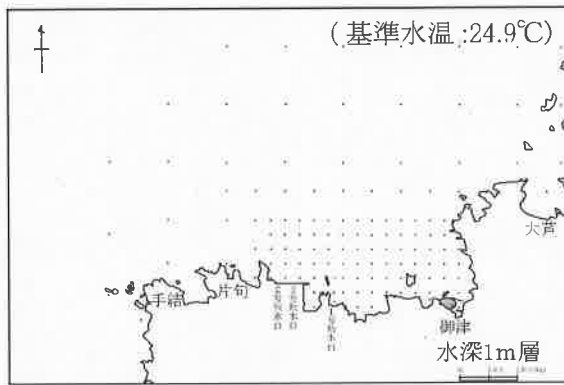 (基準水温:24.9℃)
大芦
手結
片句
御津
水深1m層